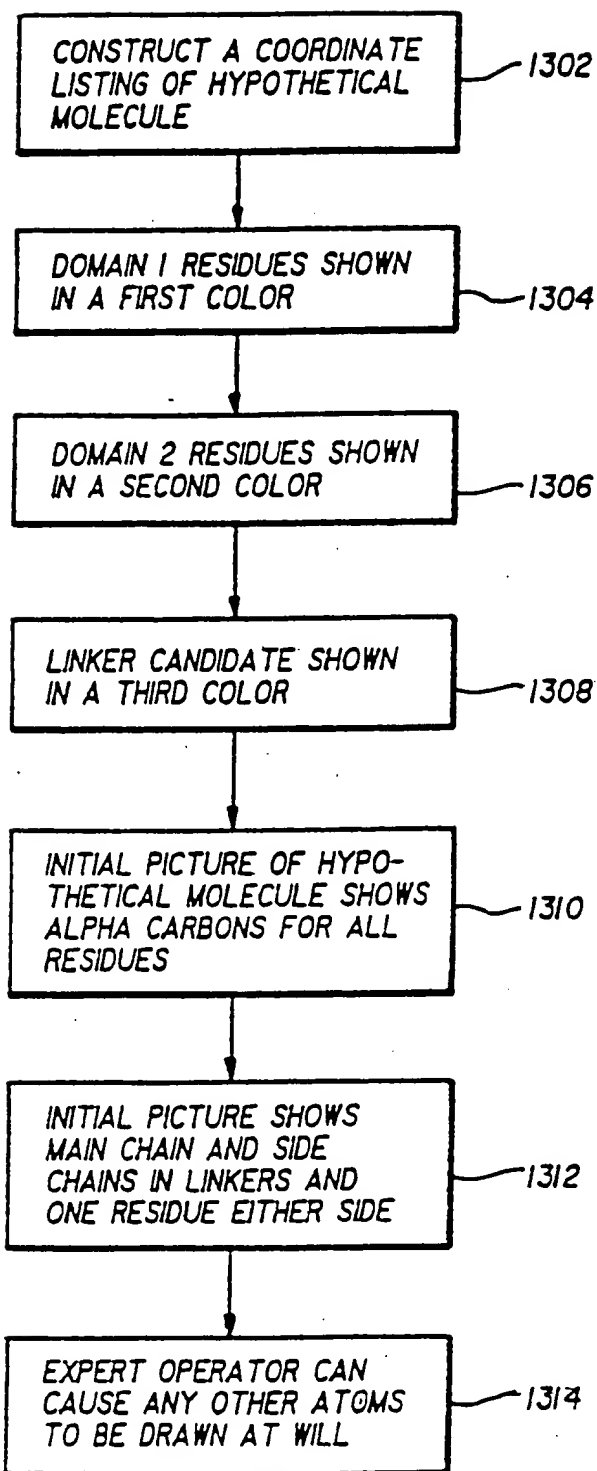 CONSTRUCT A COORDINATE
LISTING OF HYPOTHETICAL
MOLECULE
1302
DOMAIN 1 RESIDUES SHOWN
IN A FIRST COLOR
1304
DOMAIN 2 RESIDUES SHOWN
IN A SECOND COLOR
1306
LINKER CANDIDATE SHOWN
IN A THIRD COLOR
1308
INITIAL PICTURE OF HYPO-
THETICAL MOLECULE SHOWS
ALPHA CARBONS FOR ALL
RESIDUES
1310
INITIAL PICTURE SHOWS
MAIN CHAIN AND SIDE
CHAINS IN LINKERS AND
ONE RESIDUE EITHER SIDE
1312
EXPERT OPERATOR CAN
CAUSE ANY OTHER ATOMS
TO BE DRAWN AT WILL
1314